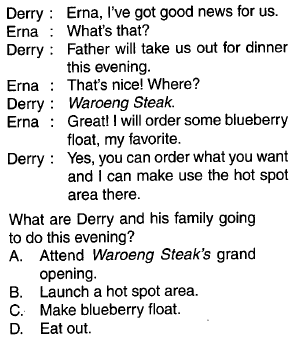 Derry : Erna, I've got good news for us.
Erna : What's that?
Derry : Father will take us out for dinner
this evening.
Erna : That's nice! Where?
Derry : Waroeng Steak.
Erna : Great! I will order some blueberry
float, my favorite.
Derry : Yes, you can order what you want
and I can make use the hot spot
area there.
What are Derry and his family going
to do this evening?
A. Attend Waroeng Steak's grand
opening.
B. Launch a hot spot area.
C. Make blueberry float.
D. Eat out.